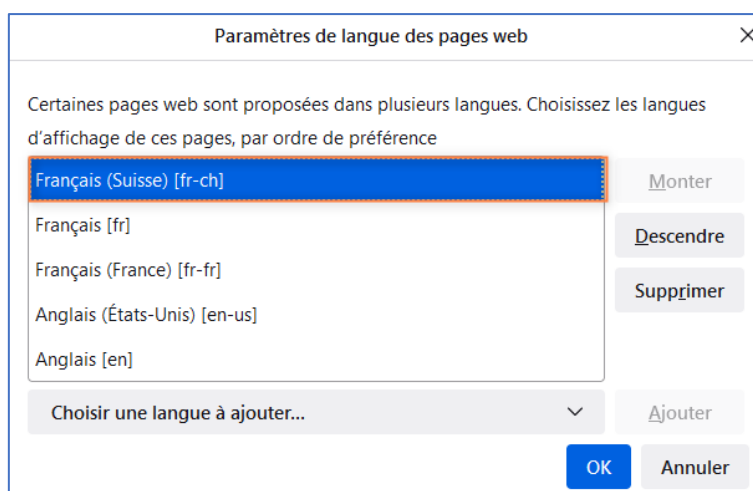 Paramètres de langue des pages web
Certaines pages web sont proposées dans plusieurs langues. Choisissez les langues
d'affichage de ces pages, par ordre de préférence
Français (Suisse) [fr-ch]
Monter
Français [fr]
Descendre
Français (France) [fr-fr]
Supprimer
Anglais (États-Unis) [en-us]
Anglais [en]
Choisir une langue à ajouter...
Ajouter
OK
Annuler